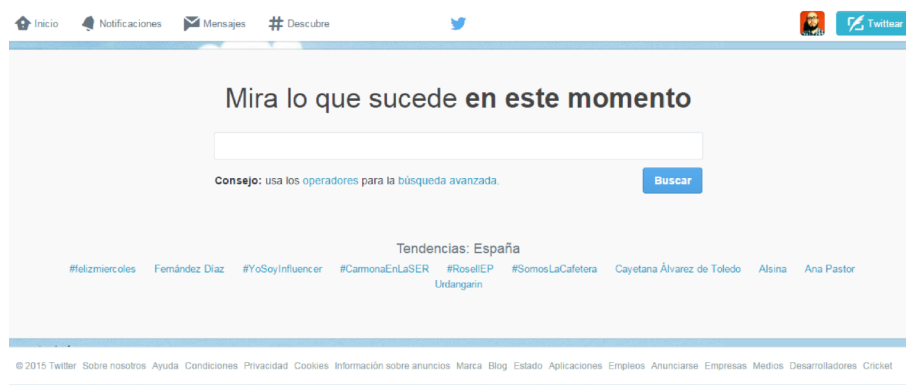 Inicio Notificaciones Mensajes Descubre Twittear
Mira lo que sucede en este momento
Consejo: usa los operadores para la búsqueda avanzada. Buscar
Tendencias: España
#felizmiercoles Fernández Díaz #YoSoyInfluencer #CarmonaEnLaSER #RosellEP #SomosLaCafetera Cayetana Álvarez de Toledo Alsina Ana Pastor
Urdangarin
© 2015 Twitter Sobre nosotros Ayuda Condiciones Privacidad Cookies Información sobre anuncios Marca Blog Estado Aplicaciones Empleos Anunciarse Empresas Medios Desarrolladores Cricket